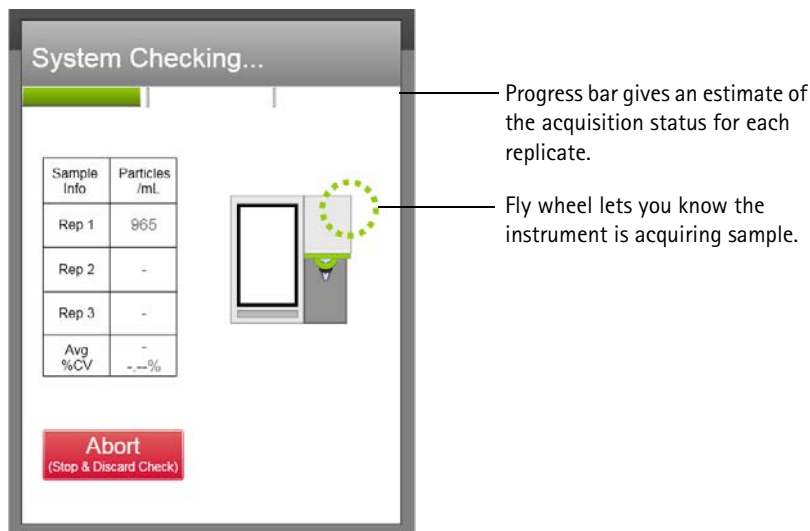 System Checking...
Progress bar gives an estimate of
the acquisition status for each
replicate.
Sample Particles
Info /mL
Rep 1 965
Fly wheel lets you know the
instrument is acquiring sample.
Rep 2 -
Rep 3 -
Avg -
%CV -.--%
Abort
(Stop & Discard Check)